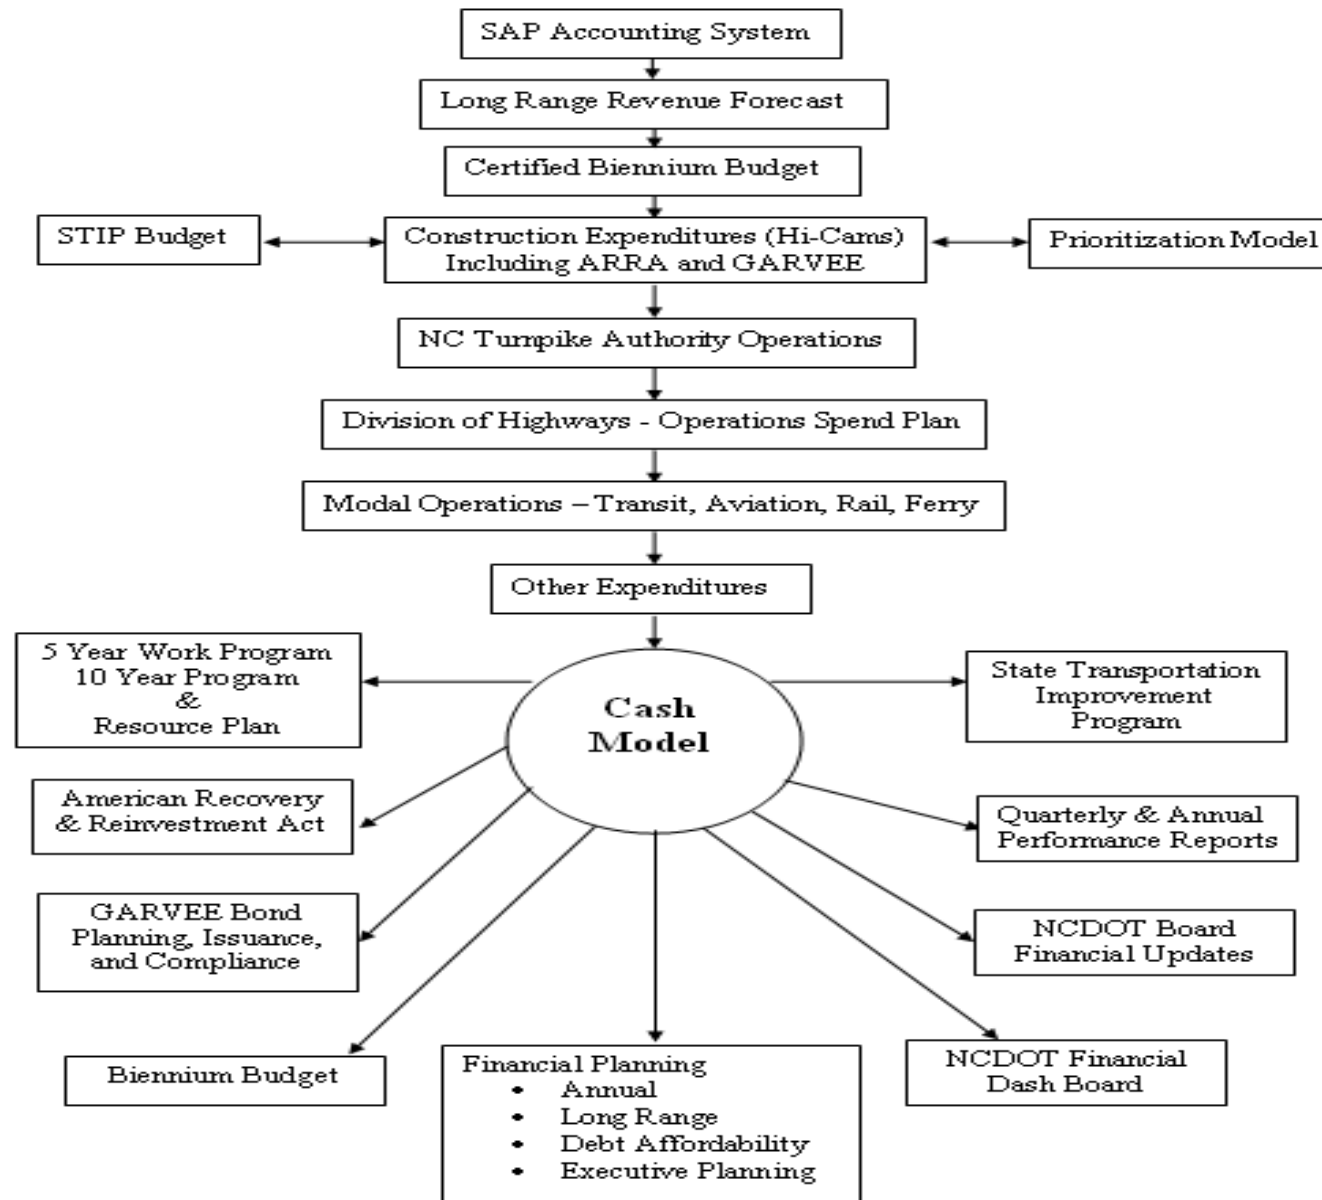 SAP Accounting System
Long Range Revenue Forecast
Certified Biennium Budget
STIP Budget
Construction Expenditures (Hi-Cams)
Including ARRA and GARVEE
Prioritization Model
NC Turnpike Authority Operations
Division of Highways - Operations Spend Plan
Modal Operations – Transit, Aviation, Rail, Ferry
Other Expenditures
Cash
Model
5 Year Work Program
10 Year Program
&
Resource Plan
State Transportation
Improvement
Program
American Recovery
& Reinvestment Act
Quarterly & Annual
Performance Reports
GARVEE Bond
Planning, Issuance,
and Compliance
NCDOT Board
Financial Updates
Biennium Budget
Financial Planning
• Annual
• Long Range
• Debt Affordability
• Executive Planning
NCDOT Financial
Dash Board